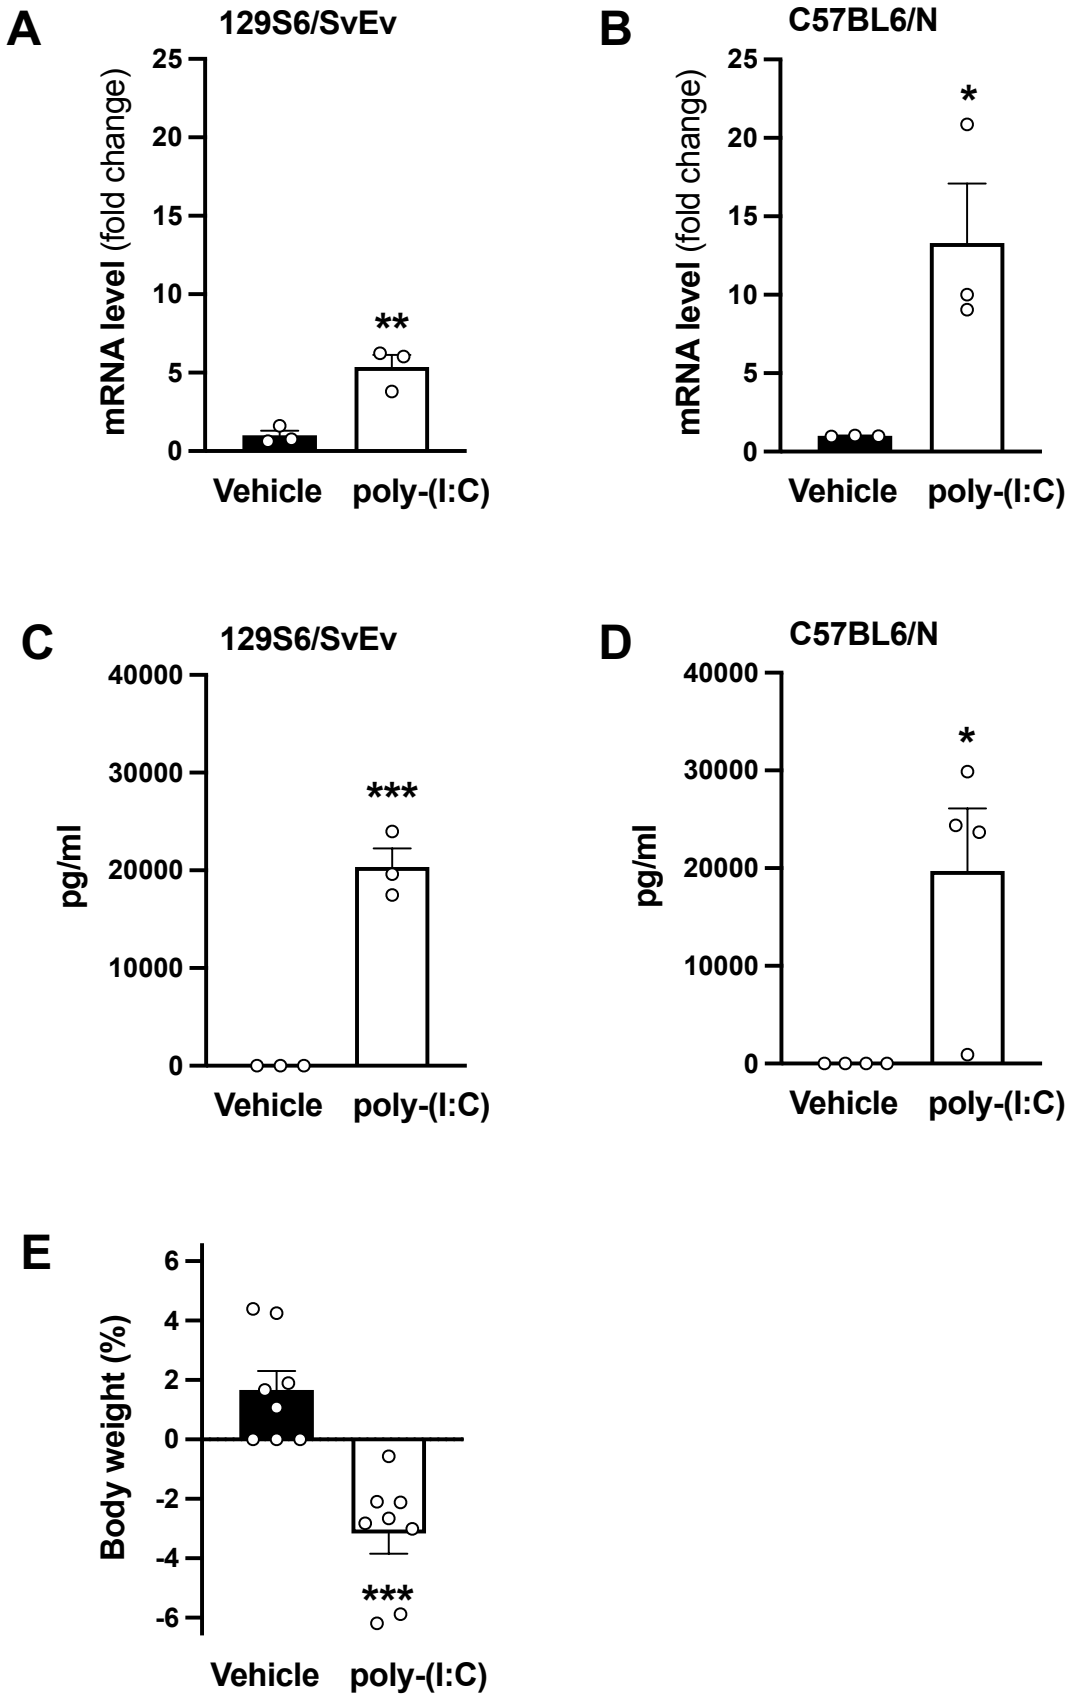 A
129S6/SvEv
mRNA level (fold change)
25
20
15
10
5
0
**
Vehicle
poly-(I:C)
B
C57BL6/N
mRNA level (fold change)
25
20
15
10
5
0
*
Vehicle
poly-(I:C)
C
129S6/SvEv
pg/ml
40000
30000
20000
10000
0
***
Vehicle
poly-(I:C)
D
C57BL6/N
pg/ml
40000
30000
20000
10000
0
*
Vehicle
poly-(I:C)
E
Body weight (%)
6
4
2
0
-2
-4
-6
***
Vehicle
poly-(I:C)